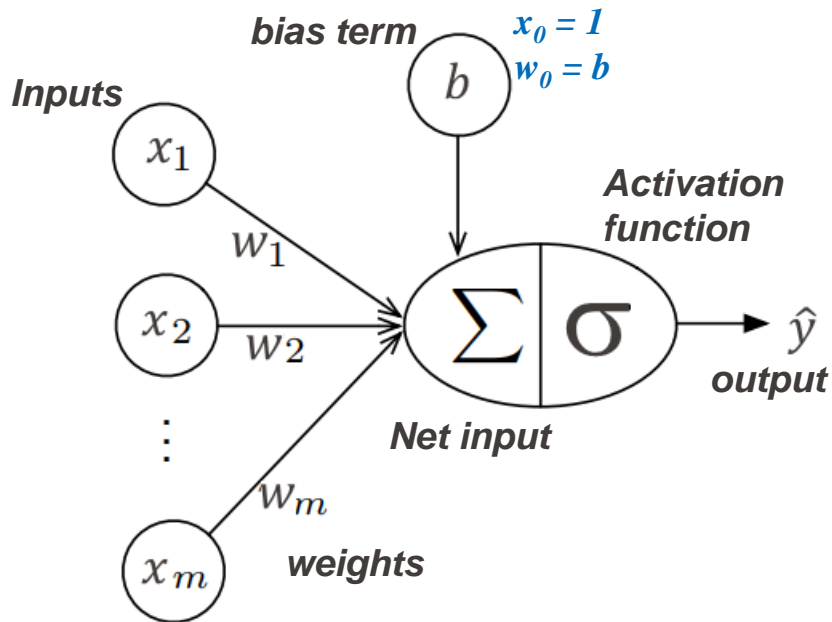 bias term
x₀ = 1
w₀ = b
b
Inputs
x₁
Activation
function
w₁
x₂
w₂
Σ
σ
ŷ
output
Net input
⋮
wₘ
xₘ
weights